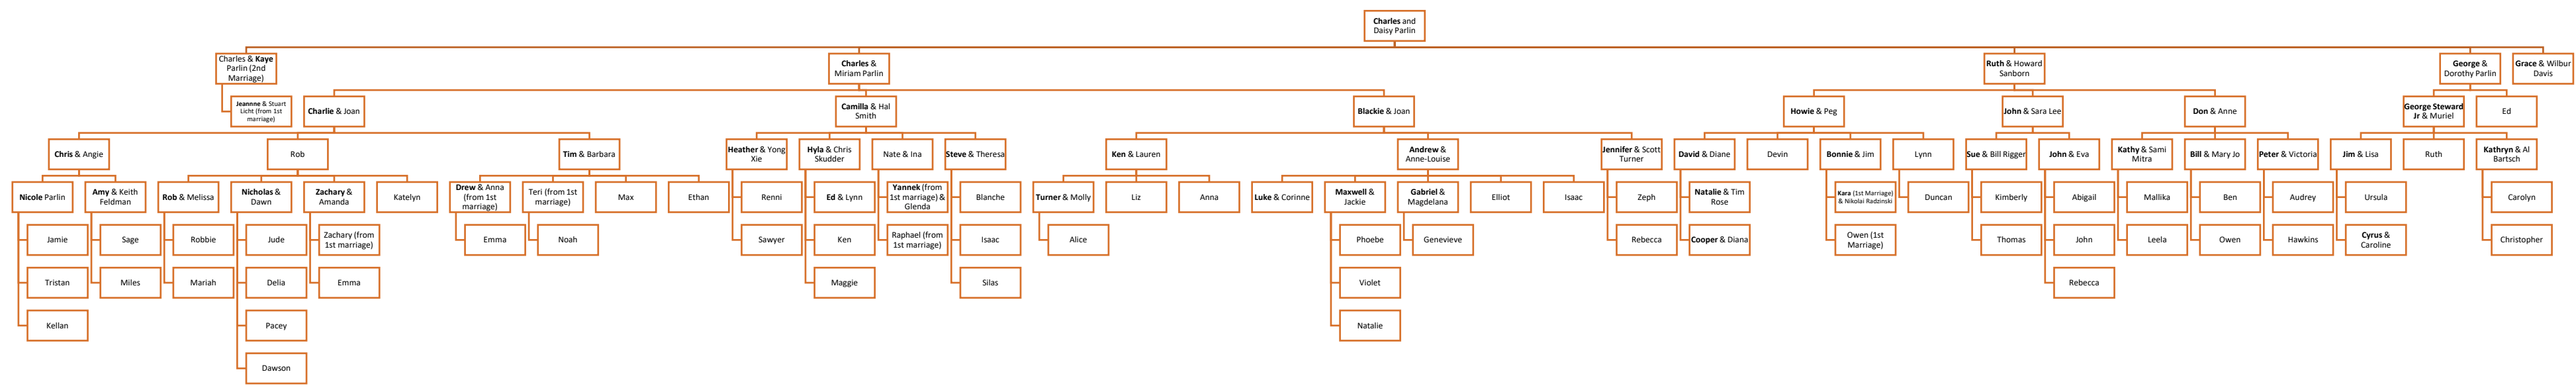 Charles and
Daisy Parlin
Charles & Kaye
Parlin (2nd
Marriage)
Charles &
Miriam Parlin
Ruth & Howard
Sanborn
George &
Dorothy Parlin
Grace & Wilbur
Davis
Jeannne & Stuart
Licht (from 1st
marriage)
Charlie & Joan
Camilla & Hal
Smith
Blackie & Joan
Howie & Peg
John & Sara Lee
Don & Anne
George Steward
Jr & Muriel
Ed
Chris & Angie
Rob
Tim & Barbara
Heather & Yong
Xie
Hyla & Chris
Skudder
Nate & Ina
Steve & Theresa
Ken & Lauren
Andrew &
Anne-Louise
Jennifer & Scott
Turner
David & Diane
Devin
Bonnie & Jim
Lynn
Sue & Bill Rigger
John & Eva
Kathy & Sami
Mitra
Bill & Mary Jo
Peter & Victoria
Jim & Lisa
Ruth
Kathryn & Al
Bartsch
Nicole Parlin
Amy & Keith
Feldman
Rob & Melissa
Nicholas &
Dawn
Zachary &
Amanda
Katelyn
Drew & Anna
(from 1st
marriage)
Teri (from 1st
marriage)
Max
Ethan
Renni
Ed & Lynn
Yannek (from
1st marriage) &
Glenda
Blanche
Turner & Molly
Liz
Anna
Luke & Corinne
Maxwell &
Jackie
Gabriel &
Magdelana
Elliot
Isaac
Zeph
Natalie & Tim
Rose
Kara (1st Marriage)
& Nikolai Radzinski
Duncan
Kimberly
Abigail
Mallika
Ben
Audrey
Ursula
Carolyn
Jamie
Sage
Robbie
Jude
Zachary (from
1st marriage)
Emma
Noah
Sawyer
Ken
Raphael (from
1st marriage)
Isaac
Alice
Phoebe
Genevieve
Rebecca
Cooper & Diana
Owen (1st
Marriage)
Thomas
John
Leela
Owen
Hawkins
Cyrus &
Caroline
Christopher
Tristan
Miles
Mariah
Delia
Emma
Maggie
Silas
Violet
Rebecca
Kellan
Pacey
Natalie
Dawson